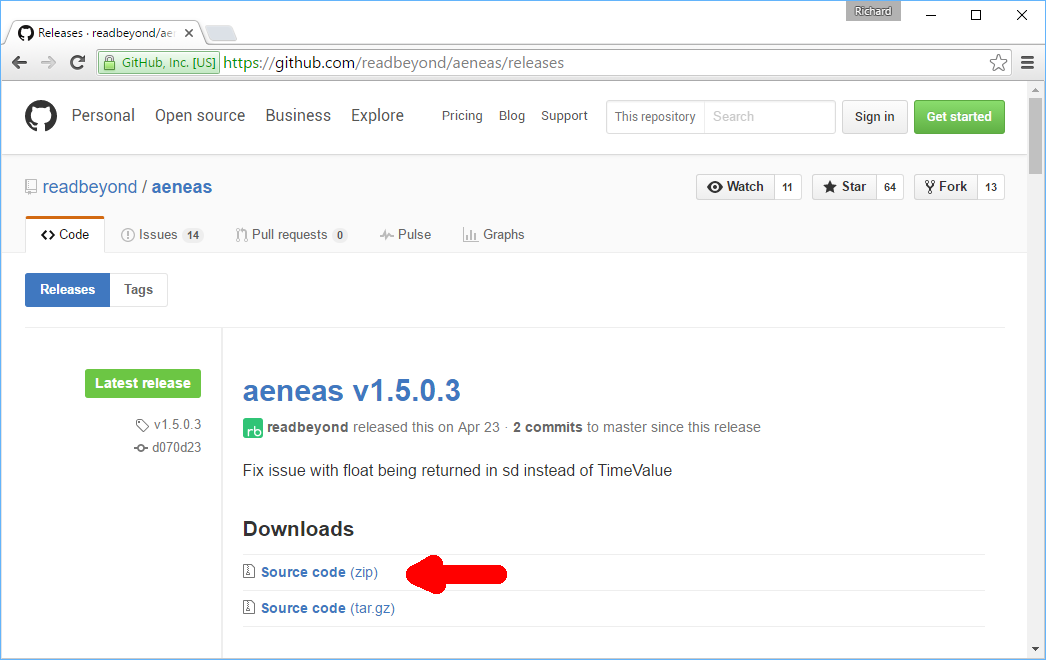 Richard
Releases · readbeyond/ae
GitHub, Inc. [US] https://github.com/readbeyond/aeneas/releases
Personal Open source Business Explore Pricing Blog Support This repository Search Sign in Get started
readbeyond / aeneas Watch 11 Star 64 Fork 13
Code Issues 14 Pull requests 0 Pulse Graphs
Releases Tags
Latest release
v1.5.0.3
d070d23
aeneas v1.5.0.3
rb readbeyond released this on Apr 23 · 2 commits to master since this release
Fix issue with float being returned in sd instead of TimeValue
Downloads
Source code (zip)
Source code (tar.gz)